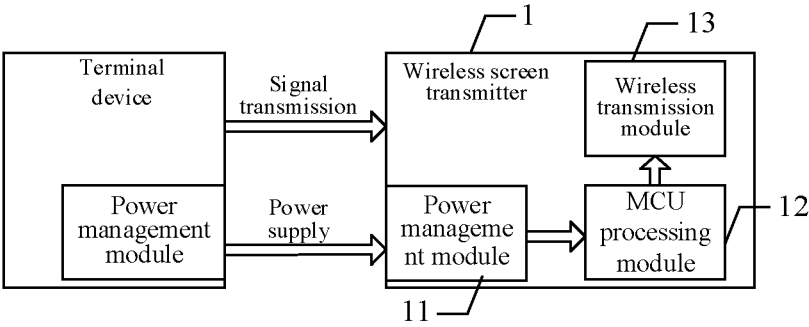 1
13
Terminal
device
Signal
transmission
Wireless screen
transmitter
Wireless
transmission
module
Power
management
module
Power
supply
Power
manageme
nt module
MCU
processing
module
12
11